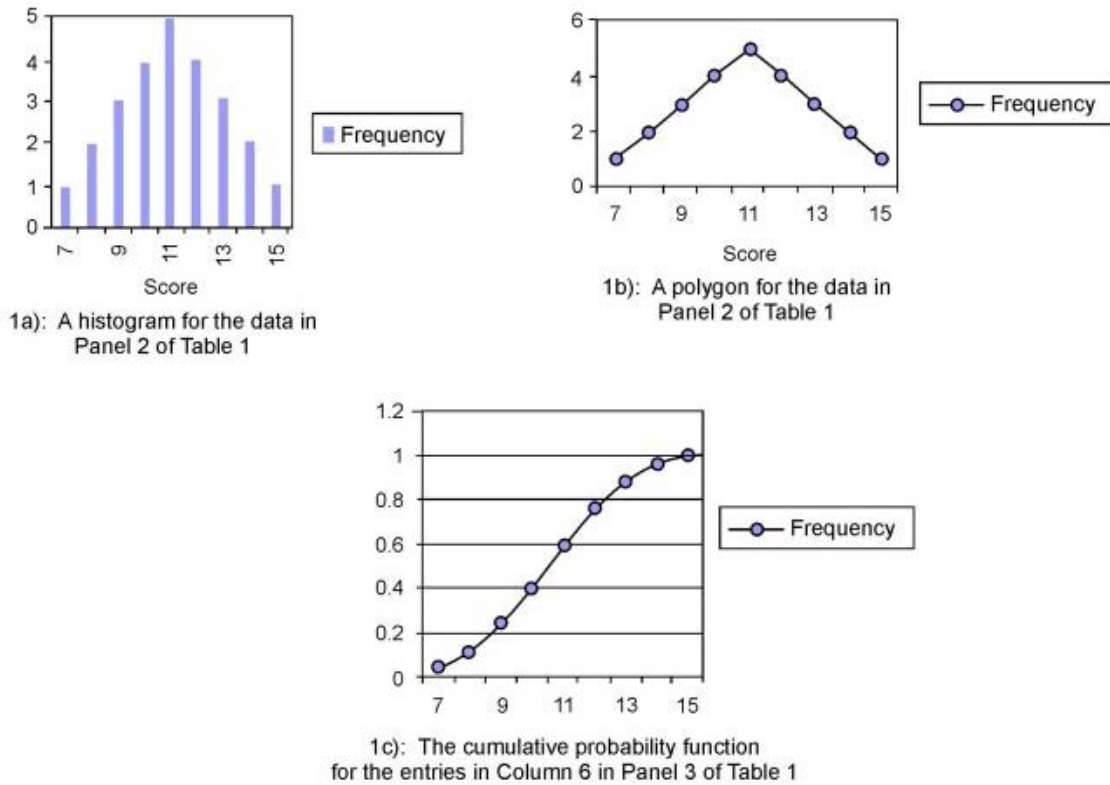 5
4
3
2
1
0
7
9
11
13
15
Score
Frequency
1a): A histogram for the data in
Panel 2 of Table 1
6
4
2
0
7
9
11
13
15
Score
Frequency
1b): A polygon for the data in
Panel 2 of Table 1
1.2
1
0.8
0.6
0.4
0.2
0
7
9
11
13
15
Frequency
1c): The cumulative probability function
for the entries in Column 6 in Panel 3 of Table 1